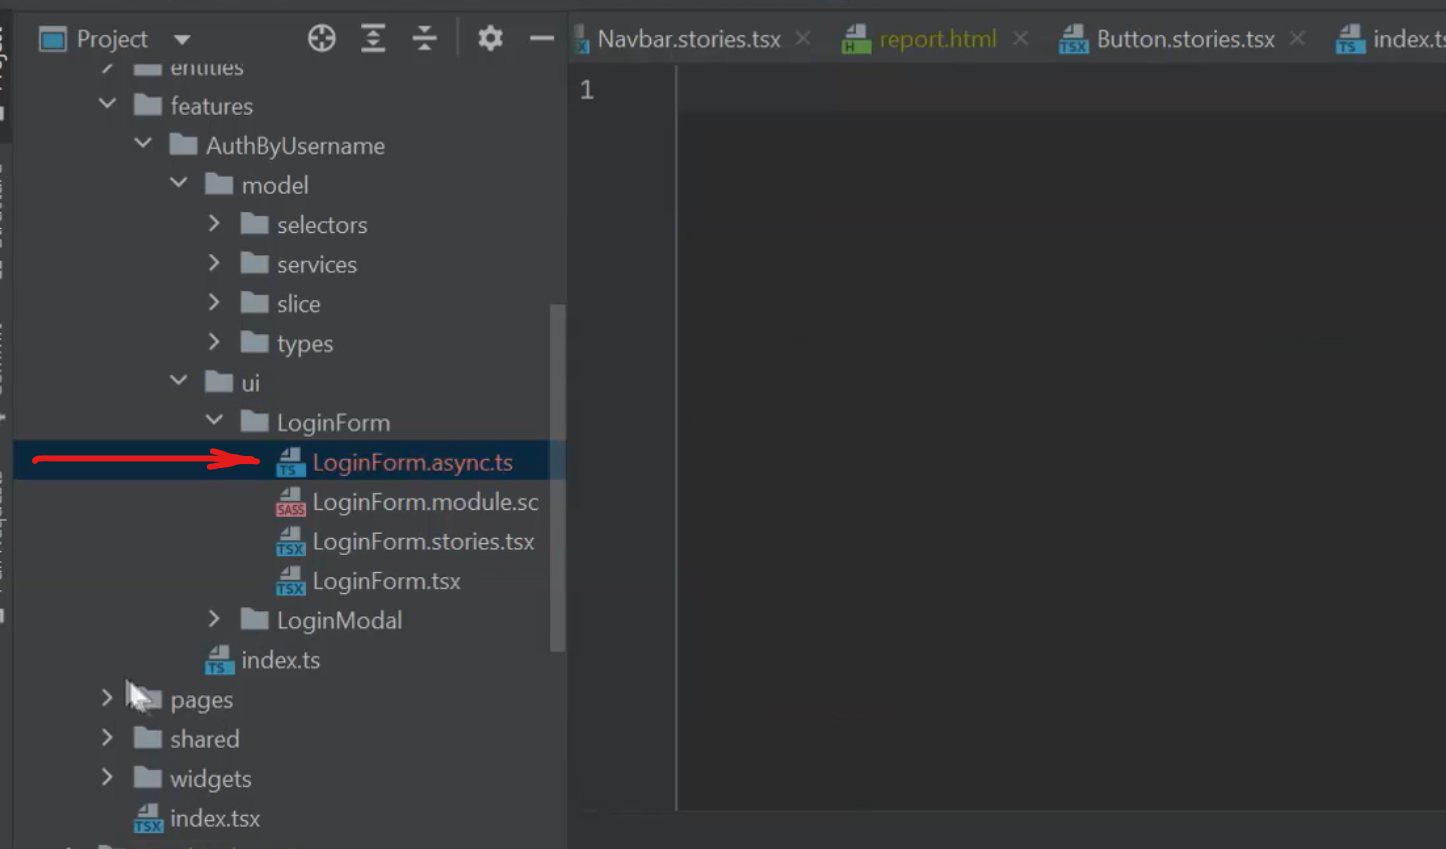 Project
Navbar.stories.tsx
report.html
Button.stories.tsx
index.ts
entities
features
AuthByUsername
model
selectors
services
slice
types
ui
LoginForm
LoginForm.async.ts
LoginForm.module.sc
LoginForm.stories.tsx
LoginForm.tsx
LoginModal
index.ts
pages
shared
widgets
index.tsx
1